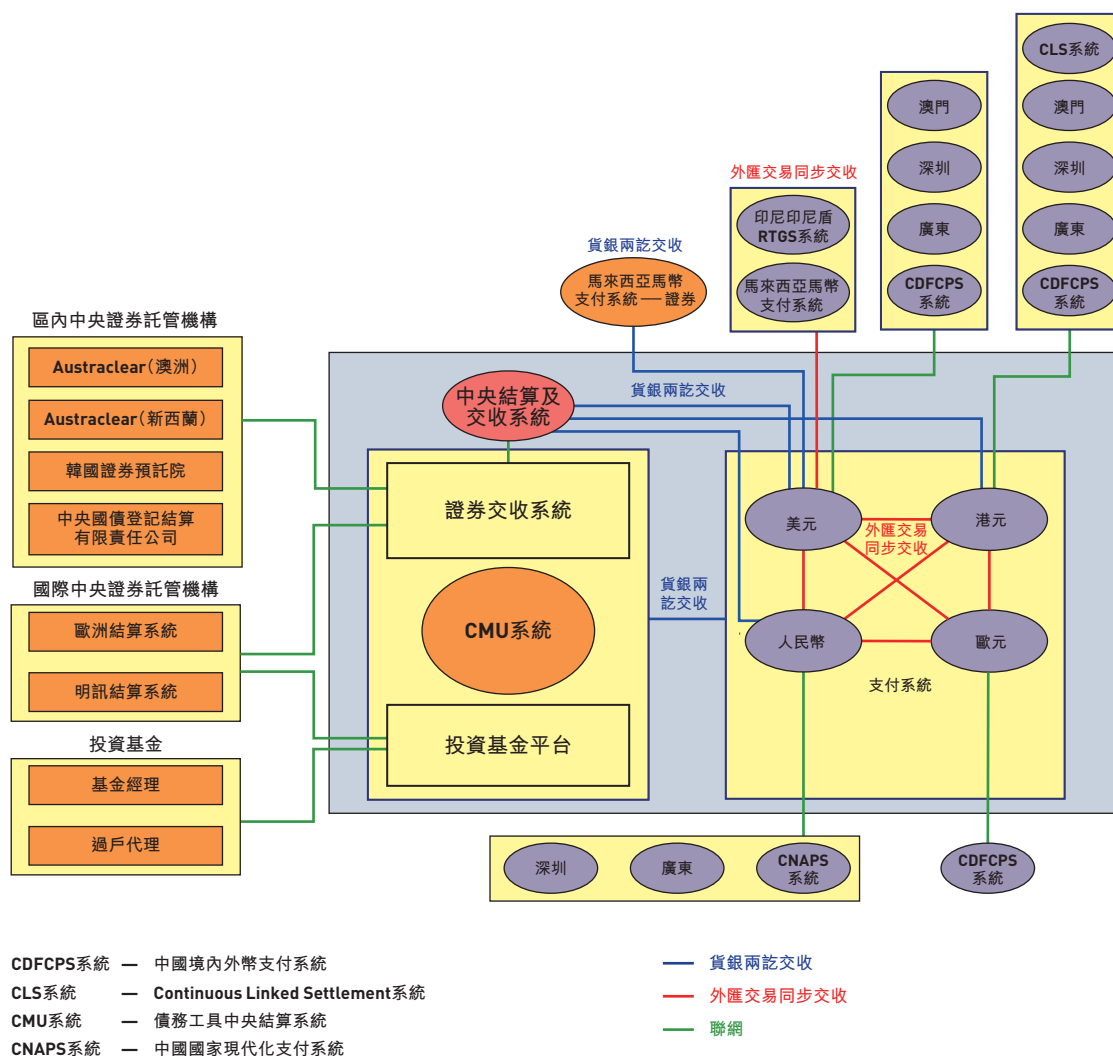 CLS系統
澳門
深圳
廣東
CDFCPS
系統
澳門
深圳
廣東
CDFCPS
系統
外匯交易同步交收
印尼印尼盾
RTGS系統
馬來西亞馬幣
支付系統
貨銀兩訖交收
馬來西亞馬幣
支付系統 — 證券
區內中央證券託管機構
Austraclear(澳洲)
Austraclear(新西蘭)
韓國證券預託院
中央國債登記結算
有限責任公司
國際中央證券託管機構
歐洲結算系統
明訊結算系統
投資基金
基金經理
過戶代理
中央結算及
交收系統
貨銀兩訖交收
證券交收系統
CMU系統
投資基金平台
貨銀兩
訖交收
美元
港元
外匯交易
同步交收
人民幣
歐元
支付系統
深圳
廣東
CNAPS
系統
CDFCPS
系統
CDFCPS系統 — 中國境內外幣支付系統
CLS系統 — Continuous Linked Settlement系統
CMU系統 — 債務工具中央結算系統
CNAPS系統 — 中國國家現代化支付系統
貨銀兩訖交收
外匯交易同步交收
聯網